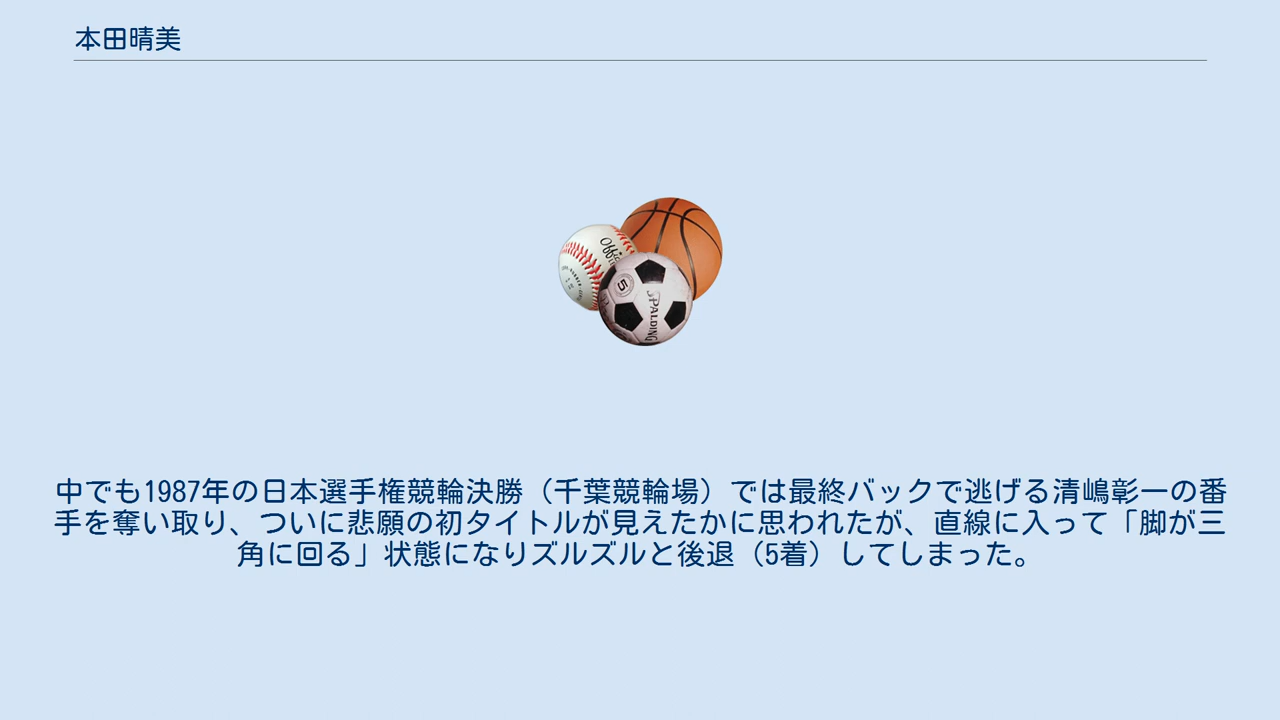 本田晴美
Offi
5
SPALDING
中でも1987年の日本選手権競輪決勝（千葉競輪場）では最終バックで逃げる清嶋彰一の番
手を奪い取り、ついに悲願の初タイトルが見えたかに思われたが、直線に入って「脚が三
角に回る」状態になりズルズルと後退（5着）してしまった。